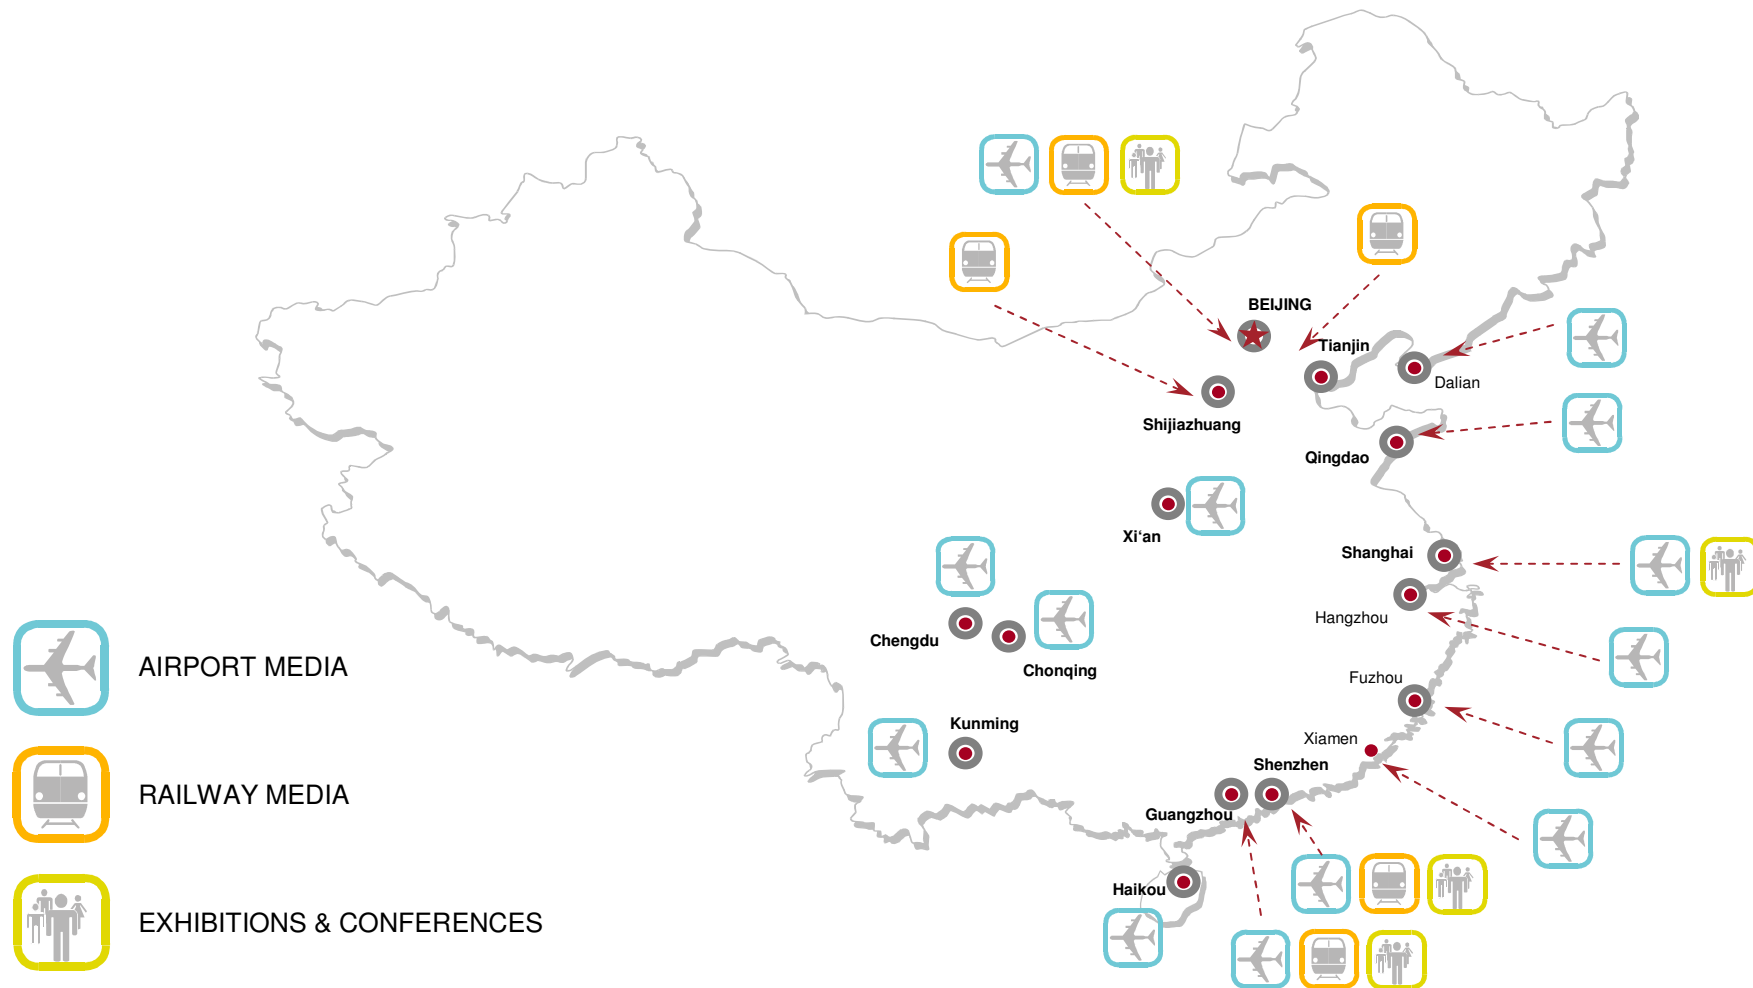 BEIJING
Tianjin
Dalian
Shijiazhuang
Qingdao
Xi‘an
Shanghai
Hangzhou
Chengdu
Chonqing
AIRPORT MEDIA
Fuzhou
Kunming
Xiamen
Shenzhen
RAILWAY MEDIA
Guangzhou
Haikou
EXHIBITIONS & CONFERENCES